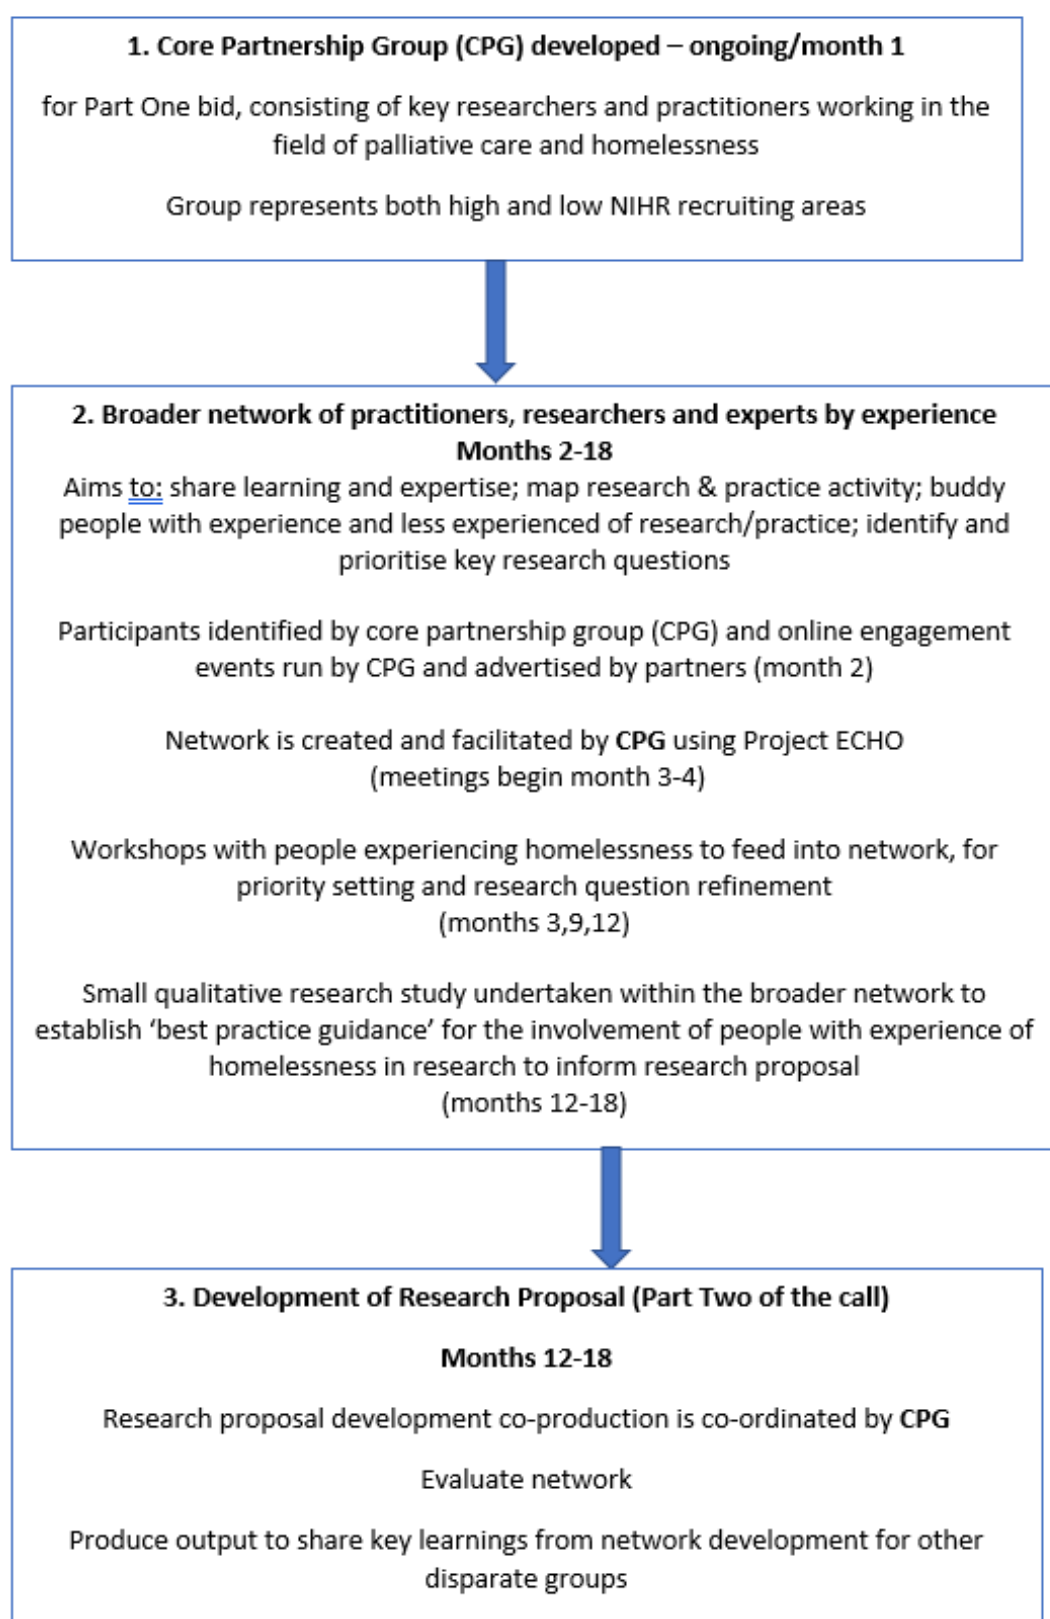 1. Core Partnership Group (CPG) developed – ongoing/month 1
for Part One bid, consisting of key researchers and practitioners working in the
field of palliative care and homelessness
Group represents both high and low NIHR recruiting areas
2. Broader network of practitioners, researchers and experts by experience
Months 2-18
Aims to: share learning and expertise; map research & practice activity; buddy
people with experience and less experienced of research/practice; identify and
prioritise key research questions
Participants identified by core partnership group (CPG) and online engagement
events run by CPG and advertised by partners (month 2)
Network is created and facilitated by CPG using Project ECHO
(meetings begin month 3-4)
Workshops with people experiencing homelessness to feed into network, for
priority setting and research question refinement
(months 3,9,12)
Small qualitative research study undertaken within the broader network to
establish ‘best practice guidance’ for the involvement of people with experience of
homelessness in research to inform research proposal
(months 12-18)
3. Development of Research Proposal (Part Two of the call)
Months 12-18
Research proposal development co-production is co-ordinated by CPG
Evaluate network
Produce output to share key learnings from network development for other
disparate groups